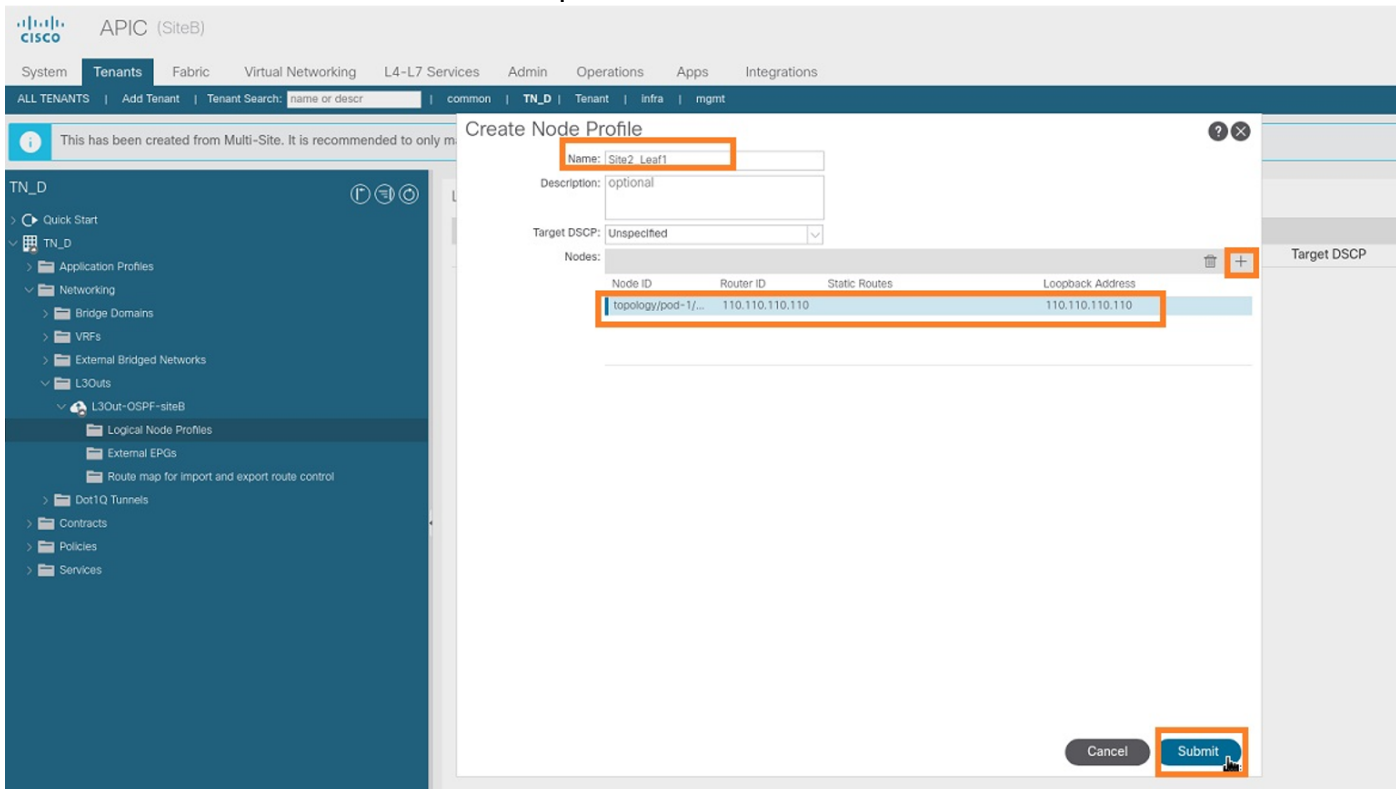 CISCO APIC (SiteB)
System Tenants Fabric Virtual Networking L4-L7 Services Admin Operations Apps Integrations
ALL TENANTS | Add Tenant | Tenant Search: name or descr | common | TN_D | Tenant | infra | mgmt
This has been created from Multi-Site. It is recommended to only m
Create Node Profile
Name: Site2_Leaf1
Description: optional
Target DSCP: Unspecified
Nodes:
Node ID Router ID Static Routes Loopback Address
topology/pod-1/... 110.110.110.110 110.110.110.110
Cancel Submit
Target DSCP
TN_D
Quick Start
TN_D
Application Profiles
Networking
Bridge Domains
VRFs
External Bridged Networks
L3Outs
L3Out-OSPF-siteB
Logical Node Profiles
External EPGs
Route map for import and export route control
Dot1Q Tunnels
Contracts
Policies
Services